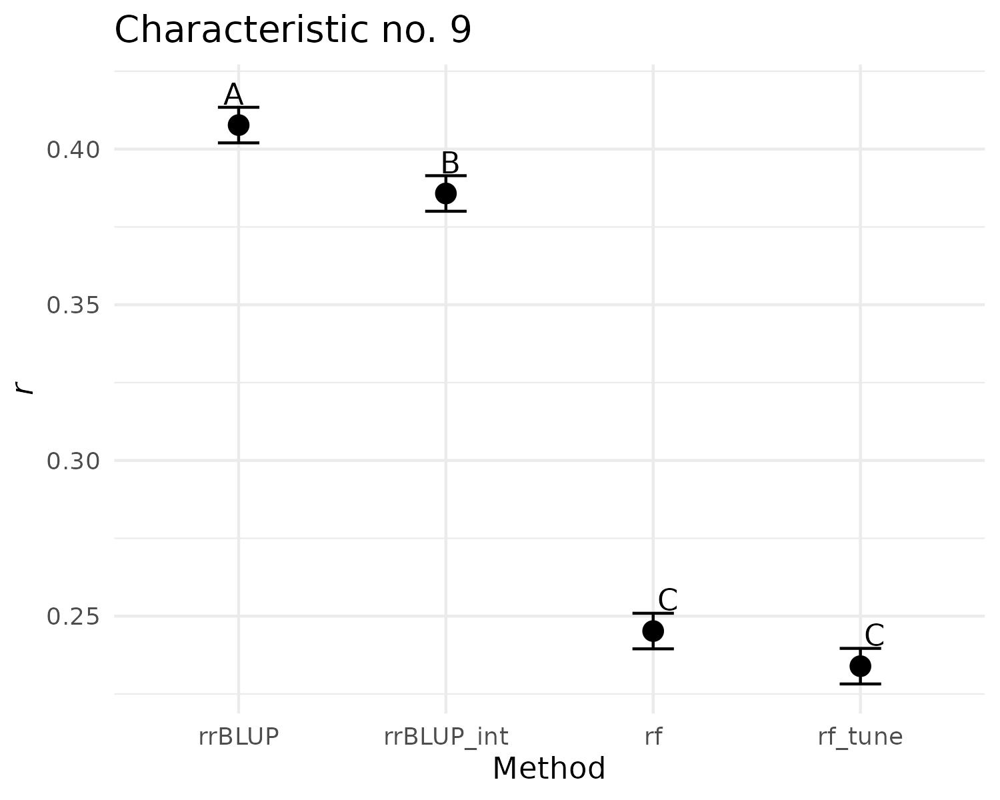 Characteristic no. 9
A
B
C
C
0.40
0.35
0.30
0.25
r
rrBLUP rrBLUP_int rf rf_tune
Method